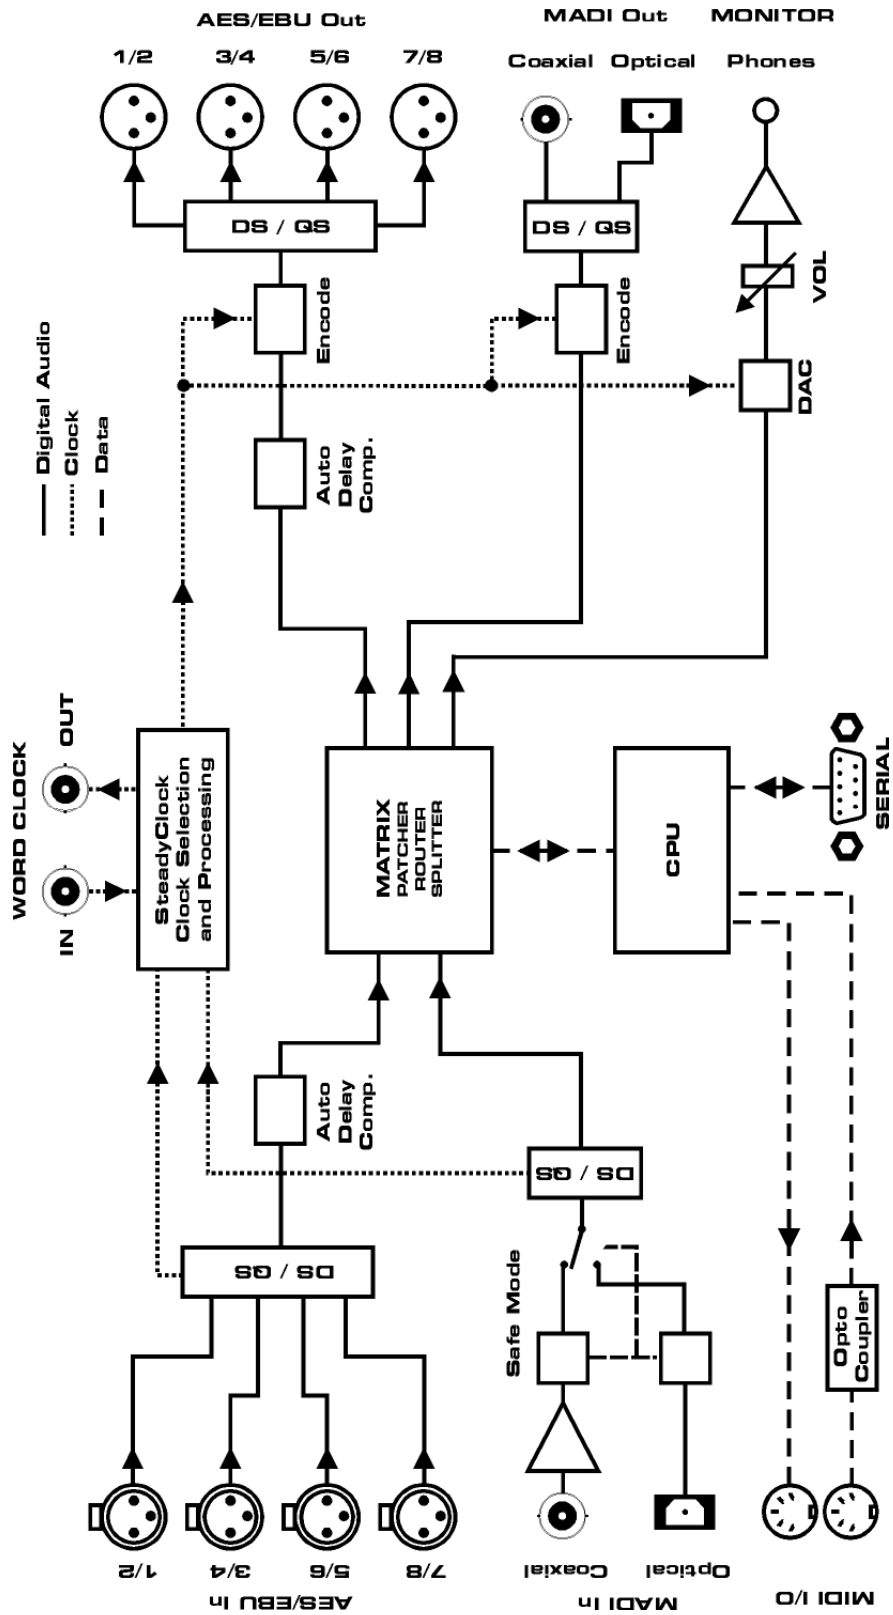 AES/EBU Out
MADI Out
MONITOR
1/2
3/4
5/6
7/8
Coaxial
Optical
Phones
DS / QS
DS / QS
VOL
Encode
Encode
DAC
Digital Audio
Clock
Data
Auto
Delay
Comp.
WORD CLOCK
OUT
IN
SteadyClock
Clock Selection
and Processing
MATRIX
PATCHER
ROUTER
SPLITTER
CPU
SERIAL
Auto
Delay
Comp.
DS / QS
DS / QS
Safe Mode
Opto
Coupler
1/2
3/4
5/6
7/8
Coaxial
Optical
AES/EBU In
MADI In
MIDI I/O